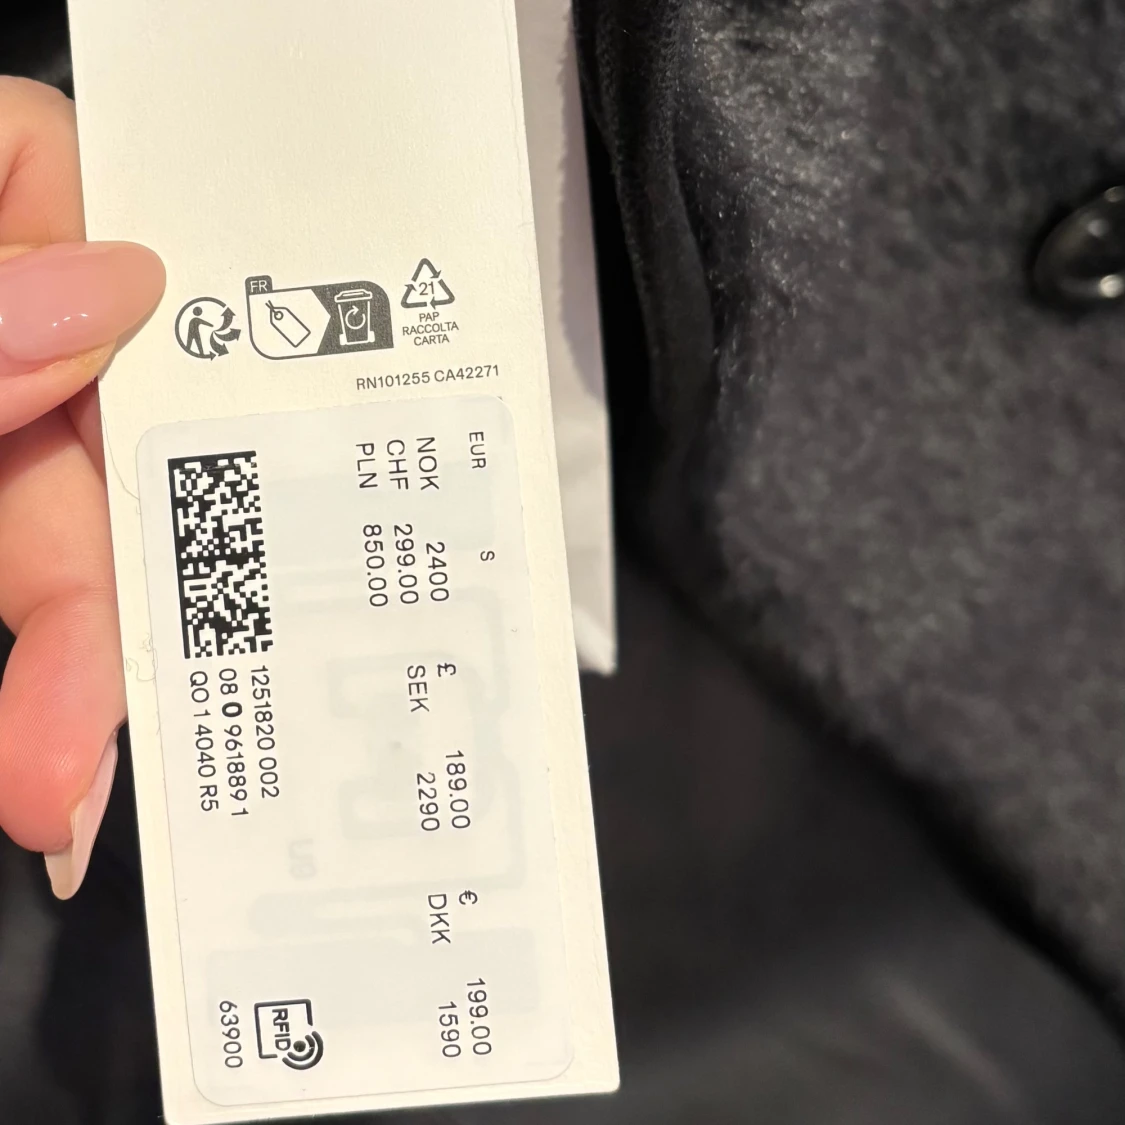 FR
21
PAP
RACCOLTA
CARTA
RN101255 CA42271
EUR S
NOK 2400 £ 189.00 € 199.00
CHF 299.00 SEK 2290 DKK 1590
PLN 850.00
1251820 002
08 0 961889 1
QO 1 4040 R5
RFID
63900